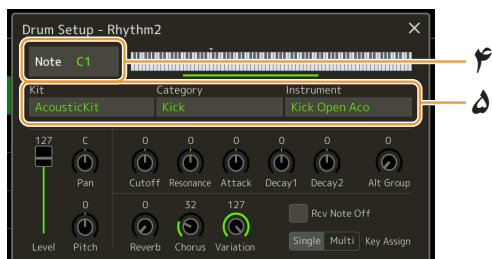 Drum Setup - Rhythm2 ×
Note C1
۴
Kit Category Instrument
AcousticKit Kick Kick Open Aco
۵
127 C 0 0 0 0 0 0
Pan Cutoff Resonance Attack Decay1 Decay2 Alt Group
0 0 32 127
Rcv Note Off
Single Multi Key Assign
Level Pitch Reverb Chorus Variation